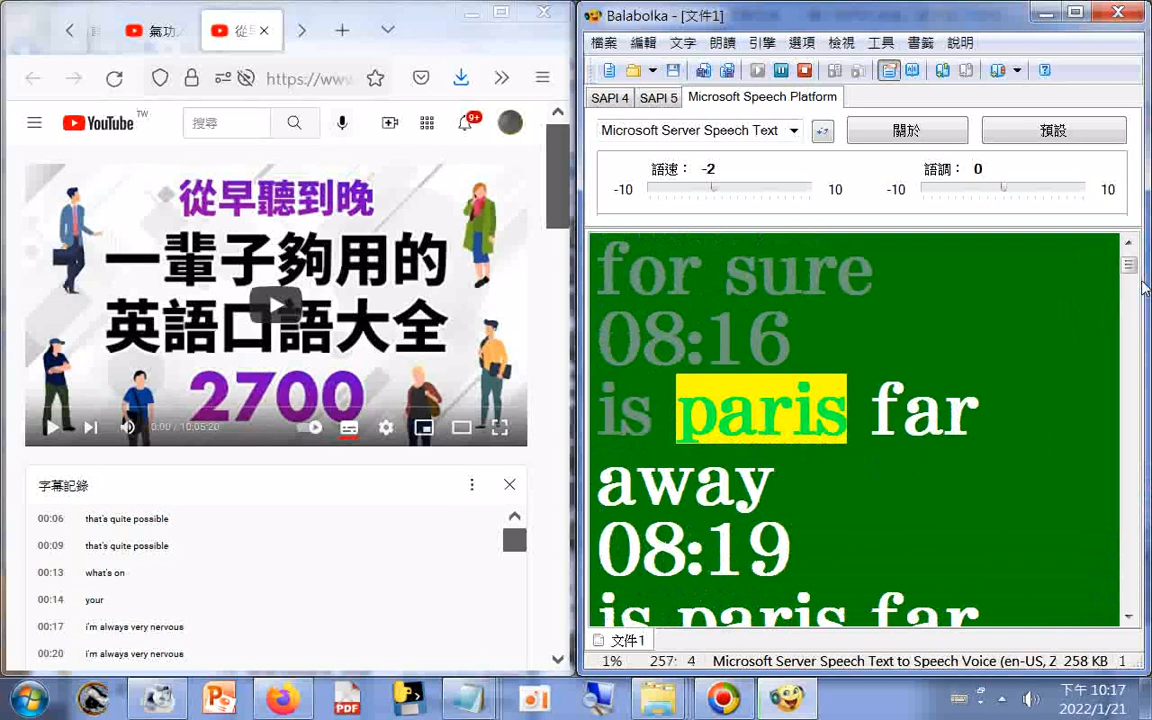 氣功
從
https://www
YouTube TW
搜尋
9+
從早聽到晚
一輩子夠用的
英語口語大全
2700
0:00 / 10:05:20
字幕記錄
00:06 that's quite possible
00:09 that's quite possible
00:13 what's on
00:14 your
00:17 i'm always very nervous
00:20 i'm always very nervous
Balabolka - [文件1]
檔案 編輯 文字 朗讀 引擎 選項 檢視 工具 書籤 說明
SAPI 4 SAPI 5 Microsoft Speech Platform
Microsoft Server Speech Text 關於 預設
語速： -2 語調： 0
-10 10 -10 10
for sure
08:16
is paris far
away
08:19
is paris far
文件1
1% 257: 4 Microsoft Server Speech Text to Speech Voice (en-US, Z 258 KB 1
PDF
下午 10:17
2022/1/21